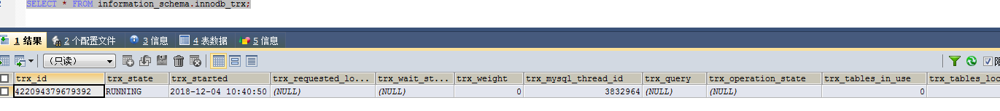 SELECT * FROM information_schema.innodb_trx;
1 结果 2 个配置文件 3 信息 4 表数据 5 信息
（只读）
trx_id trx_state trx_started trx_requested_lo... trx_wait_st... trx_weight trx_mysql_thread_id trx_query trx_operation_state trx_tables_in_use trx_tables_loc
422094379679392 RUNNING 2018-12-04 10:40:50 (NULL) (NULL) 0 3832964 (NULL) (NULL) 0